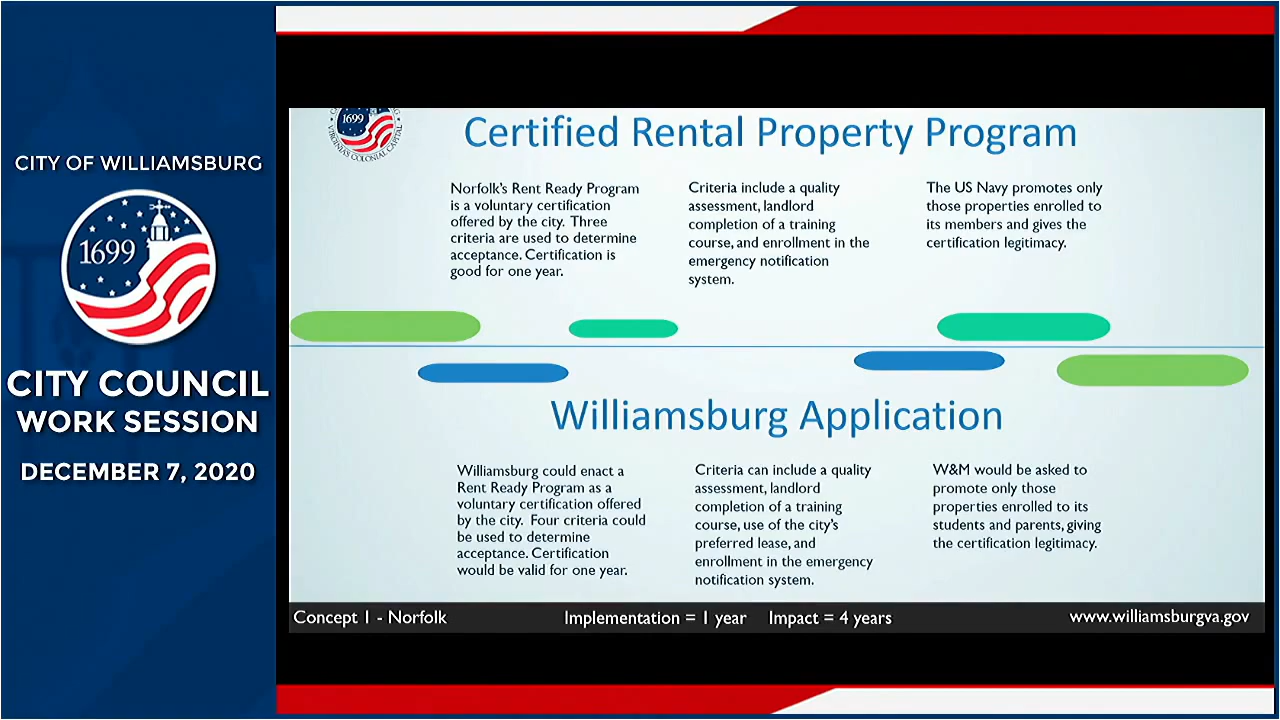 CITY OF WILLIAMSBURG
1699
CITY COUNCIL
WORK SESSION
DECEMBER 7, 2020
1699
VIRGINIA'S COLONIAL CAPITAL
Certified Rental Property Program
Norfolk's Rent Ready Program
is a voluntary certification
offered by the city. Three
criteria are used to determine
acceptance. Certification is
good for one year.
Criteria include a quality
assessment, landlord
completion of a training
course, and enrollment in the
emergency notification
system.
The US Navy promotes only
those properties enrolled to
its members and gives the
certification legitimacy.
Williamsburg Application
Williamsburg could enact a
Rent Ready Program as a
voluntary certification offered
by the city. Four criteria could
be used to determine
acceptance. Certification
would be valid for one year.
Criteria can include a quality
assessment, landlord
completion of a training
course, use of the city's
preferred lease, and
enrollment in the emergency
notification system.
W&M would be asked to
promote only those
properties enrolled to its
students and parents, giving
the certification legitimacy.
Concept 1 - Norfolk
Implementation = 1 year Impact = 4 years
www.williamsburgva.gov